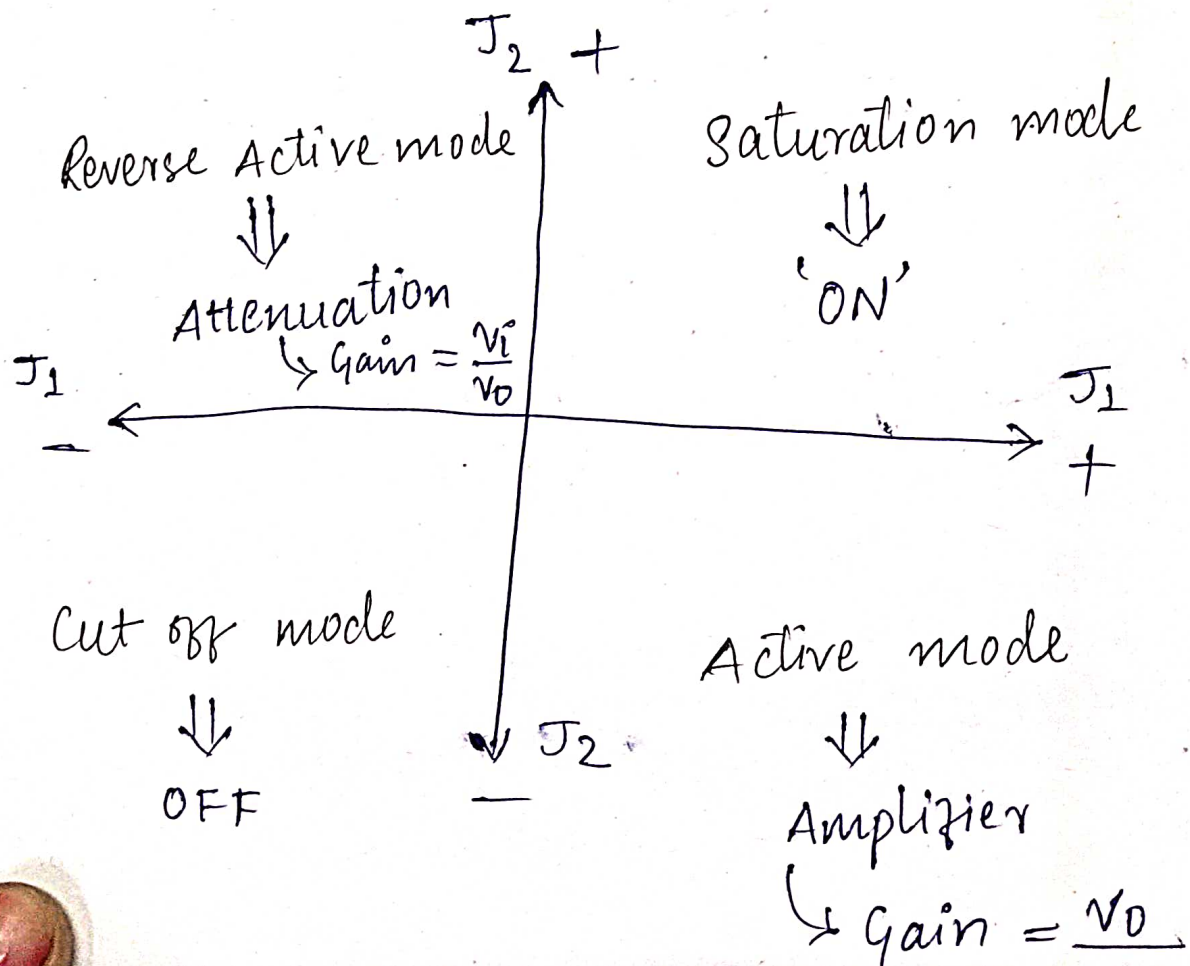 J2 +
Reverse Active mode
⇓
Attenuation
↳ Gain = Vi
Vo
Saturation mode
⇓
'ON'
J1
-
J1
+
Cut off mode
⇓
OFF
J2
-
Active mode
⇓
Amplifier
↳ Gain = Vo